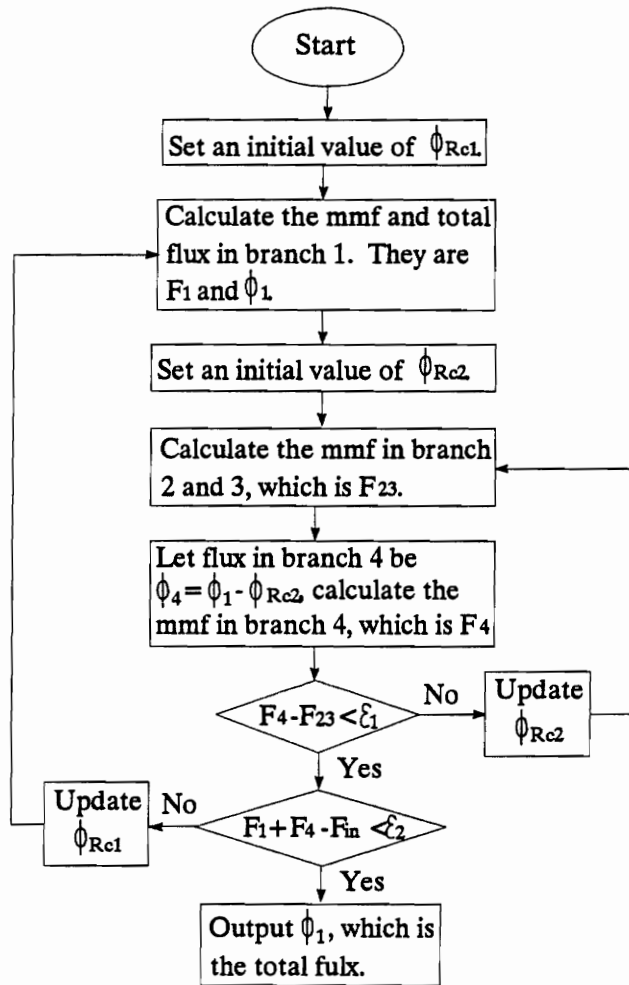 Start
Set an initial value of ϕRc1.
Calculate the mmf and total
flux in branch 1. They are
F1 and ϕ1.
Set an initial value of ϕRc2.
Calculate the mmf in branch
2 and 3, which is F23.
Let flux in branch 4 be
ϕ4=ϕ1-ϕRc2, calculate the
mmf in branch 4, which is F4
F4-F23<ℰ1
No
Update
ϕRc2
Yes
F1+F4-Fin<ℰ2
No
Update
ϕRc1
Yes
Output ϕ1, which is
the total fulx.